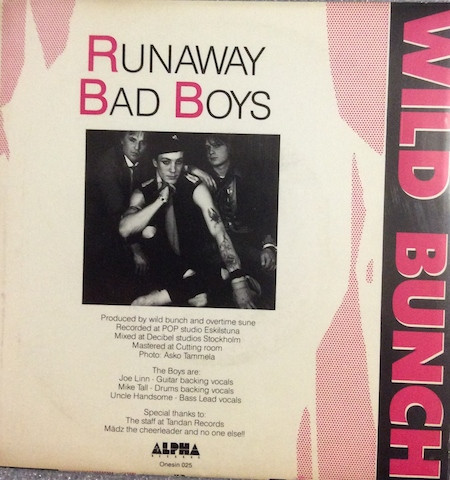 RUNAWAY
BAD BOYS
WILD BUNCH
Produced by wild bunch and overtime sune
Recorded at POP studio Eskilstuna
Mixed at Decibel studios Stockholm
Mastered at Cutting room
Photo: Asko Tammela
The Boys are:
Joe Linn - Guitar backing vocals
Mike Tall - Drums backing vocals
Uncle Handsome - Bass Lead vocals
Special thanks to:
The staff at Tandan Records
Mädz the cheerleader and no one else!!
ALPHA
RECORDS
Onesin 025